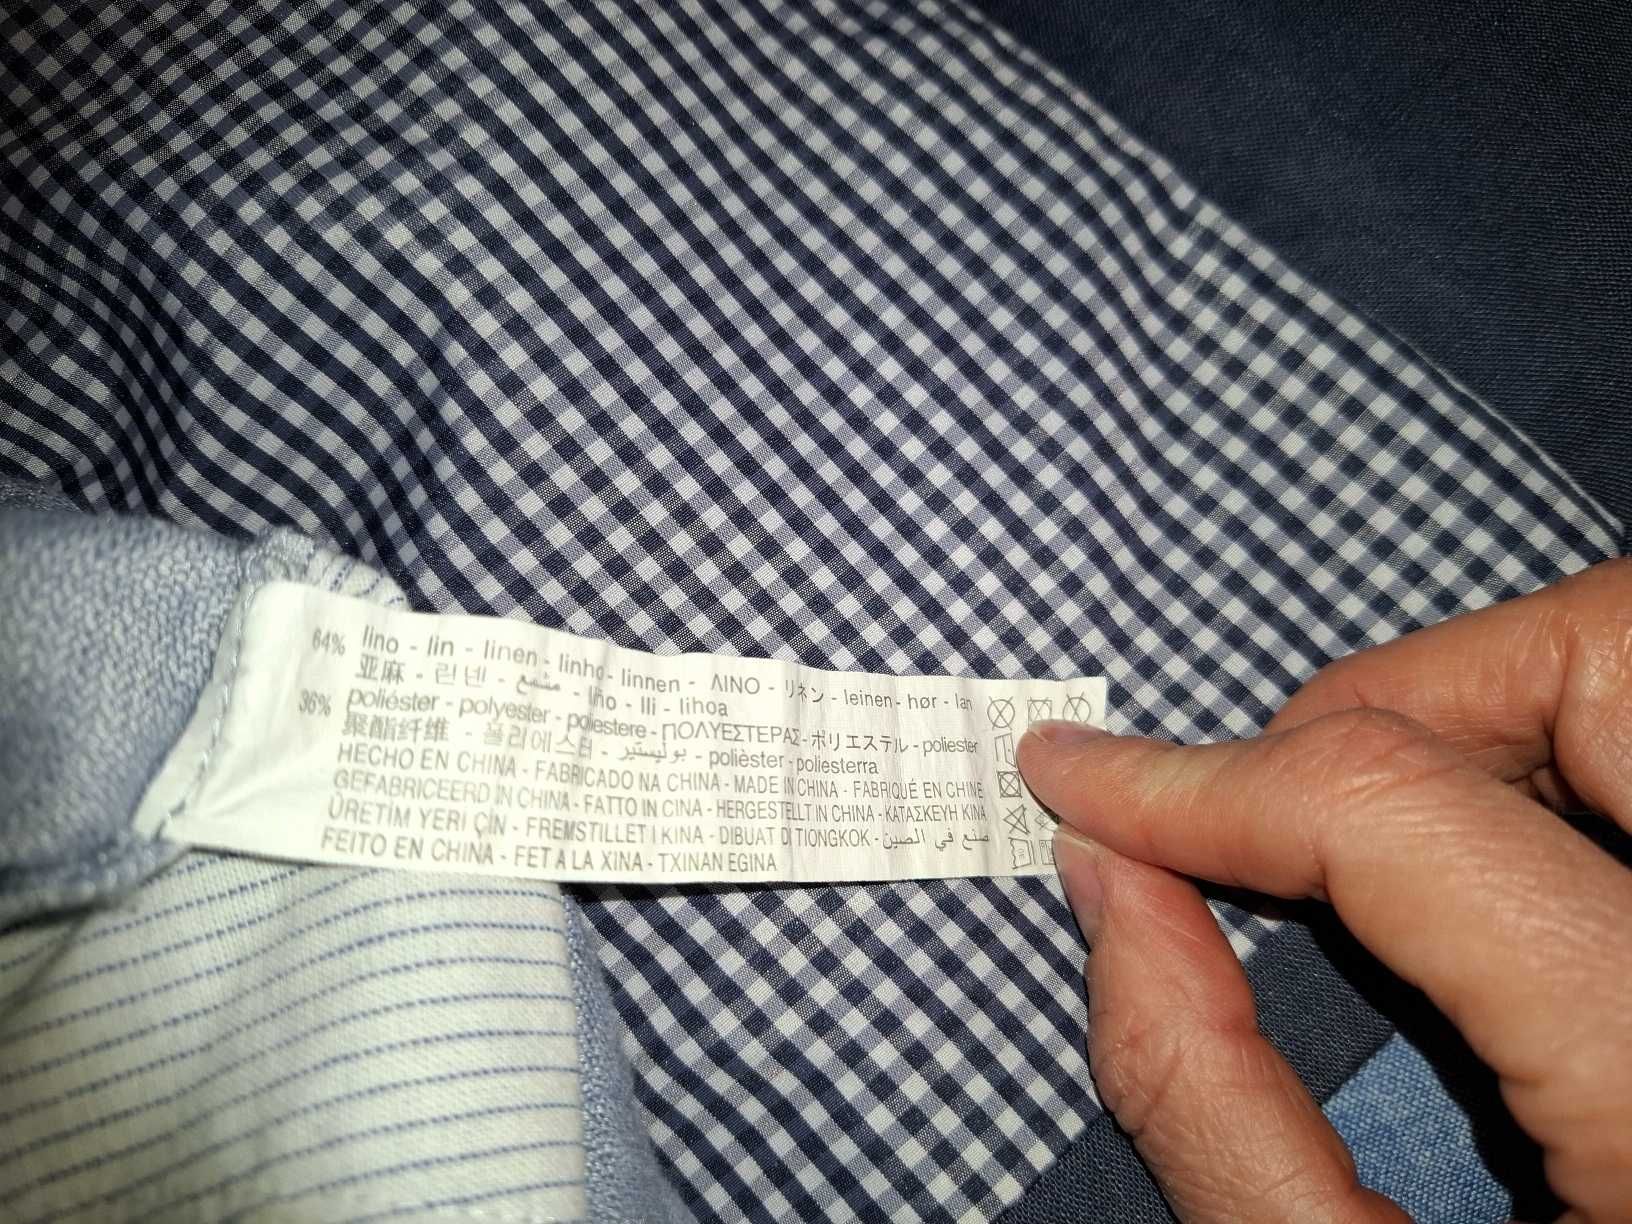 64% lino - lin - linen - linho - linnen - ΛΙΝΟ - リネン - leinen - hør - lan
亚麻 - 린넨 - مشمع - liño - lli - lihoa
36% poliéster - polyester - poliestere - ΠΟΛΥΕΣΤΕΡΑΣ - ポリエステル - poliester
聚酯纤维 - 폴리에스터 - بوليستير - polièster - poliesterra
HECHO EN CHINA - FABRICADO NA CHINA - MADE IN CHINA - FABRIQUÉ EN CHINE
GEFABRICEERD IN CHINA - FATTO IN CINA - HERGESTELLT IN CHINA - ΚΑΤΑΣΚΕΥΗ ΚΙΝΑ
ÜRETİM YERİ ÇİN - FREMSTILLET I KINA - DIBUAT DI TIONGKOK - صنع في الصين
FEITO EN CHINA - FET A LA XINA - TXINAN EGINA